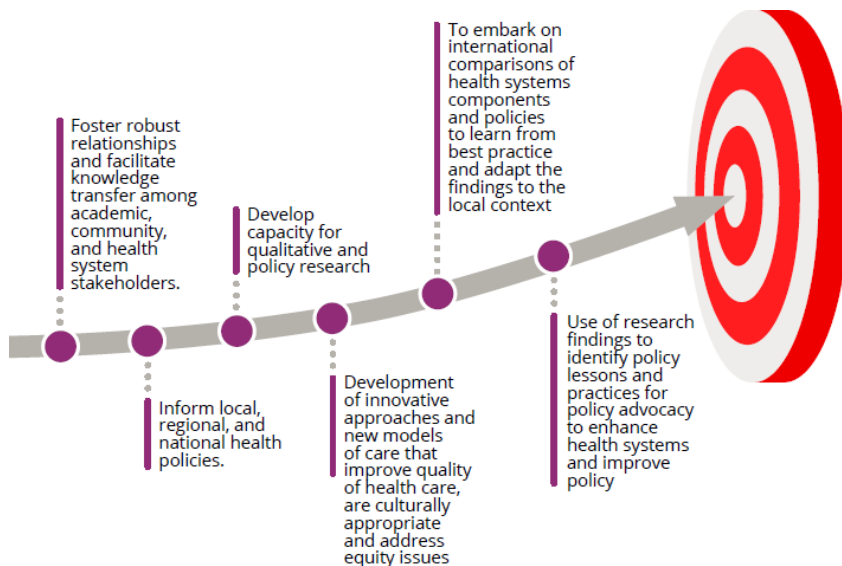 Foster robust
relationships
and facilitate
knowledge
transfer among
academic,
community,
and health
system
stakeholders.
Inform local,
regional, and
national health
policies.
Develop
capacity for
qualitative and
policy research
Development
of innovative
approaches and
new models
of care that
improve quality
of health care,
are culturally
appropriate
and address
equity issues
To embark on
international
comparisons of
health systems
components
and policies
to learn from
best practice
and adapt the
findings to the
local context
Use of research
findings to
identify policy
lessons and
practices for
policy advocacy
to enhance
health systems
and improve
policy